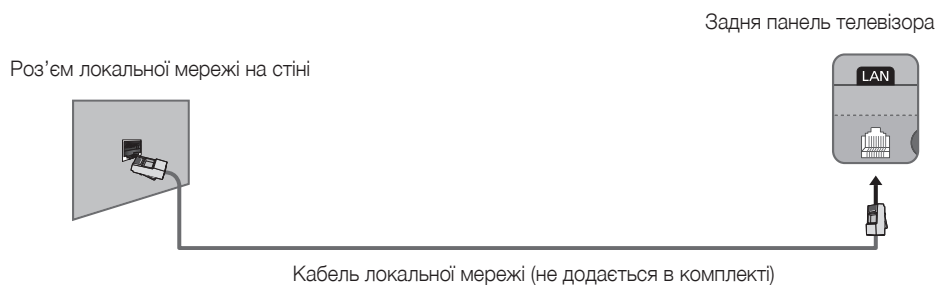 Задня панель телевізора
Роз’єм локальної мережі на стіні
LAN
Кабель локальної мережі (не додається в комплекті)